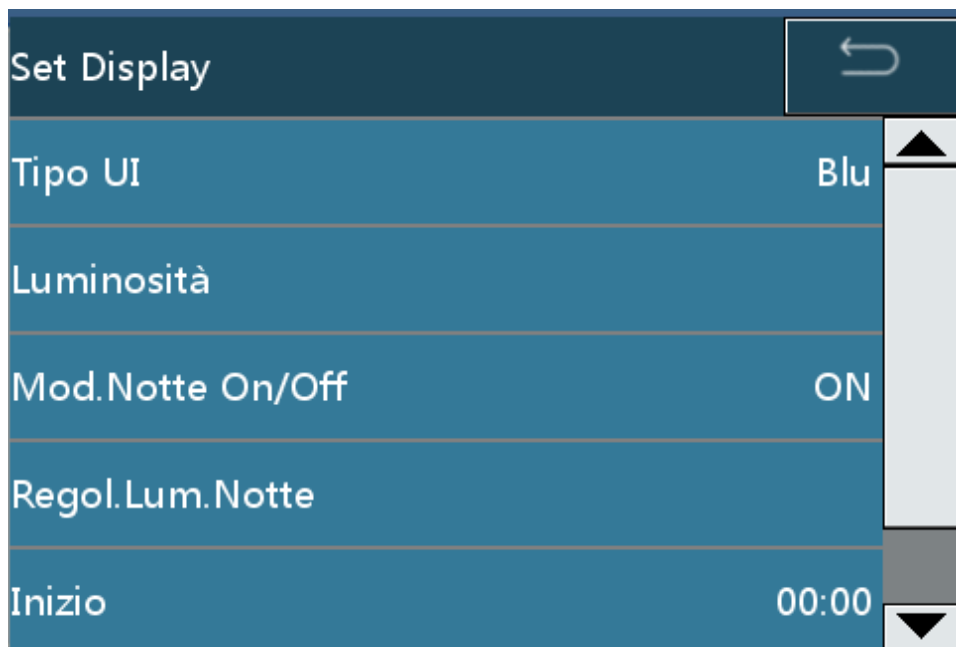 Set Display
Tipo UI Blu
Luminosità
Mod.Notte On/Off ON
Regol.Lum.Notte
Inizio 00:00